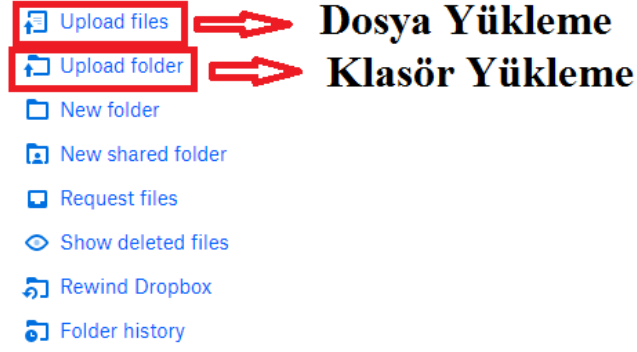 Upload files Dosya Yükleme
Upload folder Klasör Yükleme
New folder
New shared folder
Request files
Show deleted files
Rewind Dropbox
Folder history